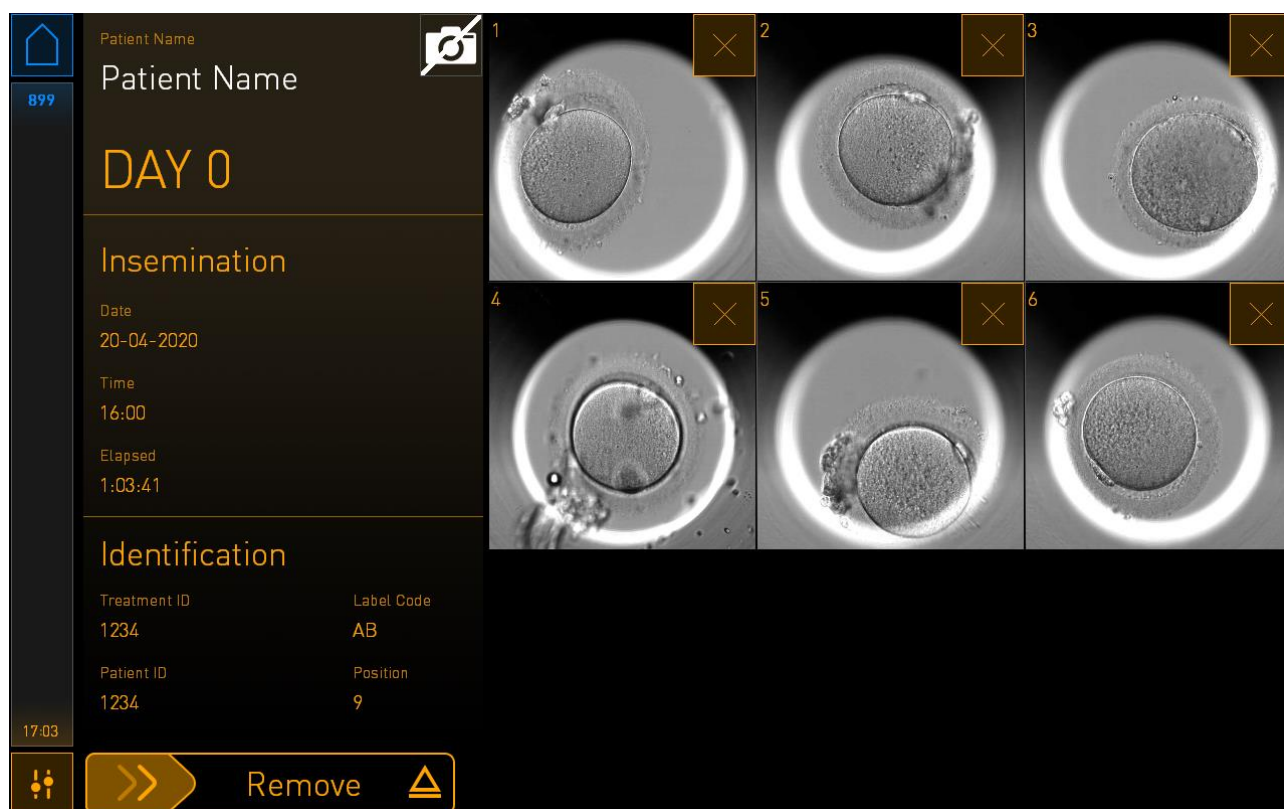 899
17:03
Patient Name
Patient Name
DAY 0
Insemination
Date
20-04-2020
Time
16:00
Elapsed
1:03:41
Identification
Treatment ID Label Code
1234 AB
Patient ID Position
1234 9
Remove
1 2 3
4 5 6